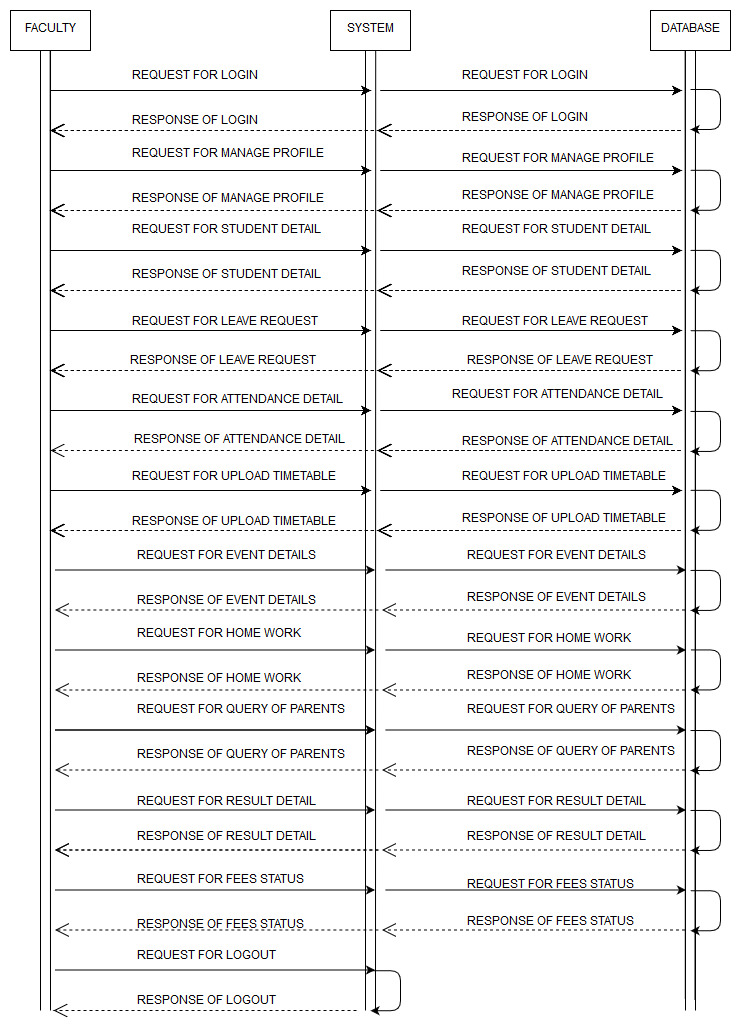 FACULTY
SYSTEM
DATABASE
REQUEST FOR LOGIN
REQUEST FOR LOGIN
RESPONSE OF LOGIN
RESPONSE OF LOGIN
REQUEST FOR MANAGE PROFILE
REQUEST FOR MANAGE PROFILE
RESPONSE OF MANAGE PROFILE
RESPONSE OF MANAGE PROFILE
REQUEST FOR STUDENT DETAIL
REQUEST FOR STUDENT DETAIL
RESPONSE OF STUDENT DETAIL
RESPONSE OF STUDENT DETAIL
REQUEST FOR LEAVE REQUEST
REQUEST FOR LEAVE REQUEST
RESPONSE OF LEAVE REQUEST
RESPONSE OF LEAVE REQUEST
REQUEST FOR ATTENDANCE DETAIL
REQUEST FOR ATTENDANCE DETAIL
RESPONSE OF ATTENDANCE DETAIL
RESPONSE OF ATTENDANCE DETAIL
REQUEST FOR UPLOAD TIMETABLE
REQUEST FOR UPLOAD TIMETABLE
RESPONSE OF UPLOAD TIMETABLE
RESPONSE OF UPLOAD TIMETABLE
REQUEST FOR EVENT DETAILS
REQUEST FOR EVENT DETAILS
RESPONSE OF EVENT DETAILS
RESPONSE OF EVENT DETAILS
REQUEST FOR HOME WORK
REQUEST FOR HOME WORK
RESPONSE OF HOME WORK
RESPONSE OF HOME WORK
REQUEST FOR QUERY OF PARENTS
REQUEST FOR QUERY OF PARENTS
RESPONSE OF QUERY OF PARENTS
RESPONSE OF QUERY OF PARENTS
REQUEST FOR RESULT DETAIL
REQUEST FOR RESULT DETAIL
RESPONSE OF RESULT DETAIL
RESPONSE OF RESULT DETAIL
REQUEST FOR FEES STATUS
REQUEST FOR FEES STATUS
RESPONSE OF FEES STATUS
RESPONSE OF FEES STATUS
REQUEST FOR LOGOUT
RESPONSE OF LOGOUT